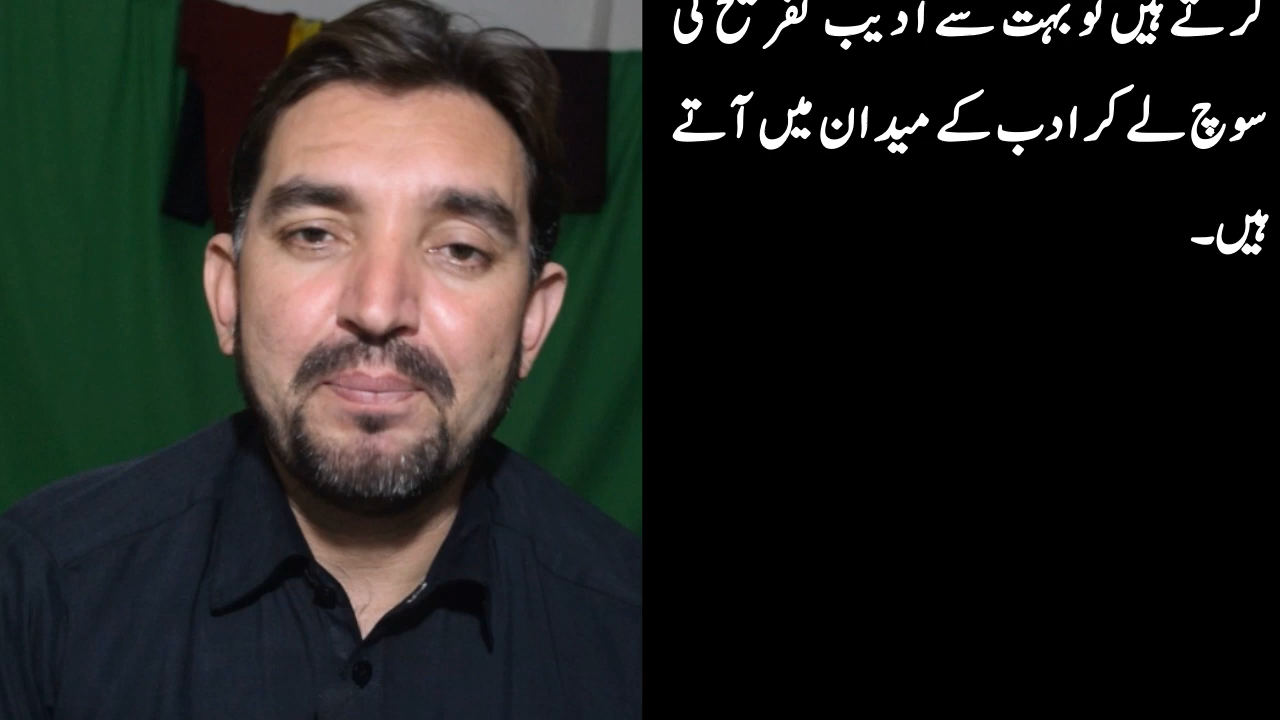 کرتے ہیں تو بہت سے ادیب تفریح کی
سوچ لے کر ادب کے میدان میں آتے
ہیں۔